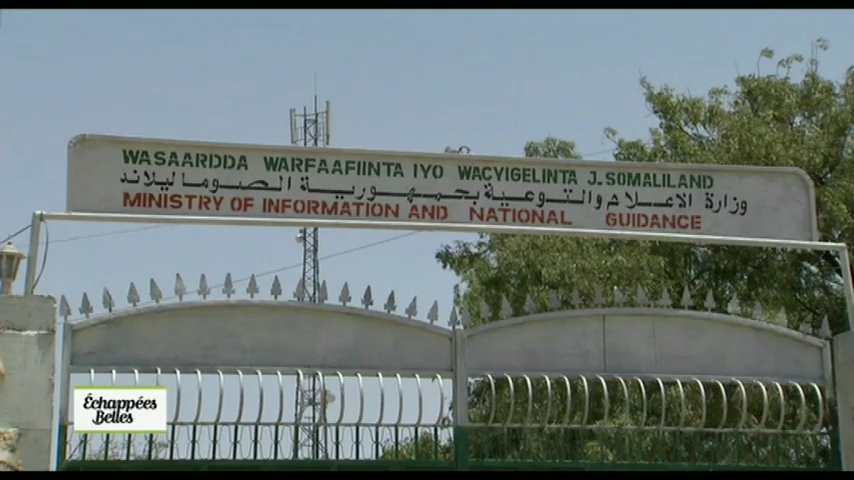 WASAARDDA WARFAAFIINTA IYO WACYIGELINTA J.SOMALILAND
وزارة الاعلام والتوعية بجمهورية الصوماليلاند
MINISTRY OF INFORMATION AND NATIONAL GUIDANCE
Échappées
Belles